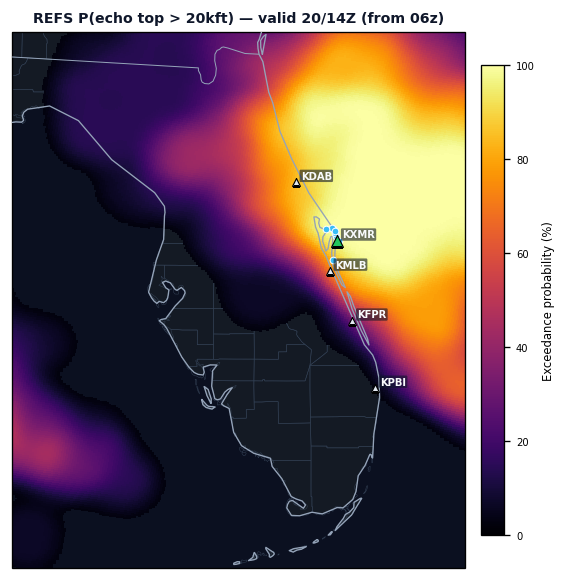 REFS P(echo top > 20kft) — valid 20/14Z (from 06z)
100
KDAB
80
KXMR
KMLB
60
KFPR
Exceedance probability (%)
KPBI
40
20
0